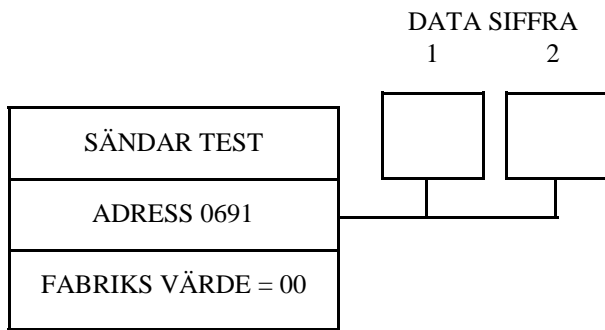 DATA SIFFRA
1 2
SÄNDAR TEST
ADRESS 0691
FABRIKS VÄRDE = 00